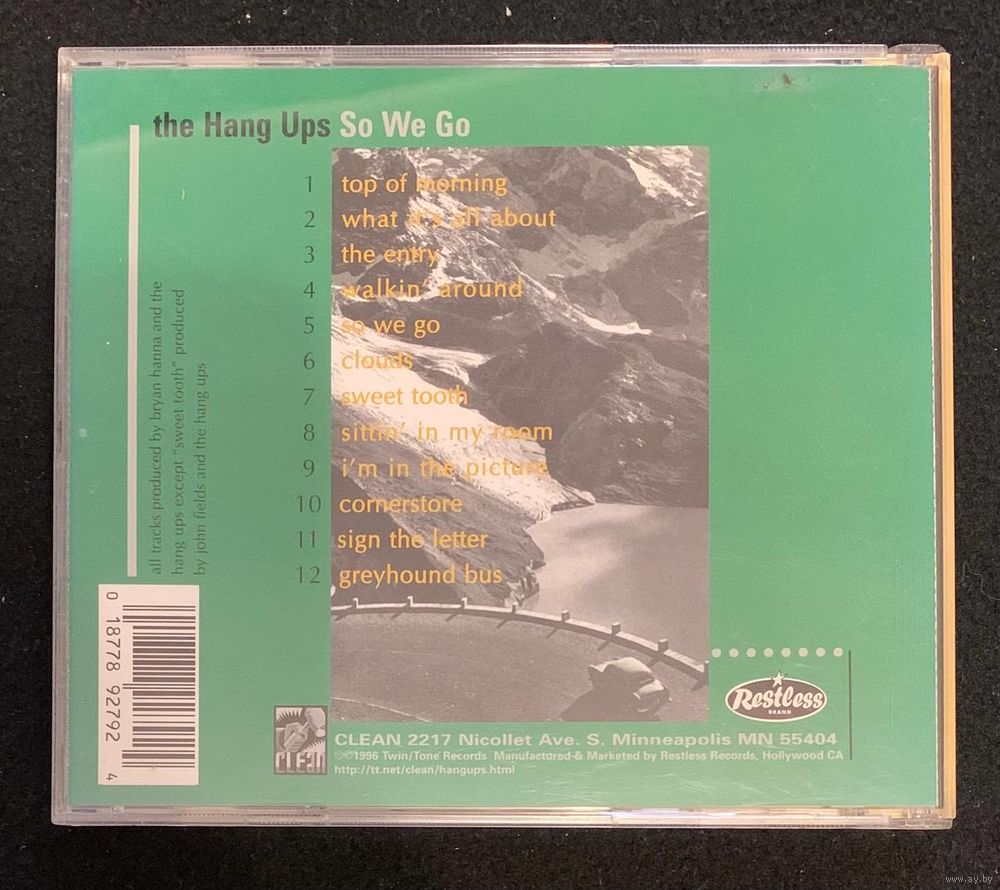 the Hang Ups So We Go
1 top of morning
2 what it's all about
3 the entry
4 walkin' around
5 so we go
6 clouds
7 sweet tooth
8 sittin' in my room
9 i'm in the picture
10 cornerstore
11 sign the letter
12 greyhound bus
all tracks produced by bryan hanna and the
hang ups except "sweet tooth" produced
by john fields and the hang ups
0 18778 92792 4
Restless
BRAND
CLEAN
CLEAN 2217 Nicollet Ave. S. Minneapolis MN 55404
℗©1996 Twin/Tone Records Manufactured & Marketed by Restless Records, Hollywood CA
http://tt.net/clean/hangups.html
www.ay.by